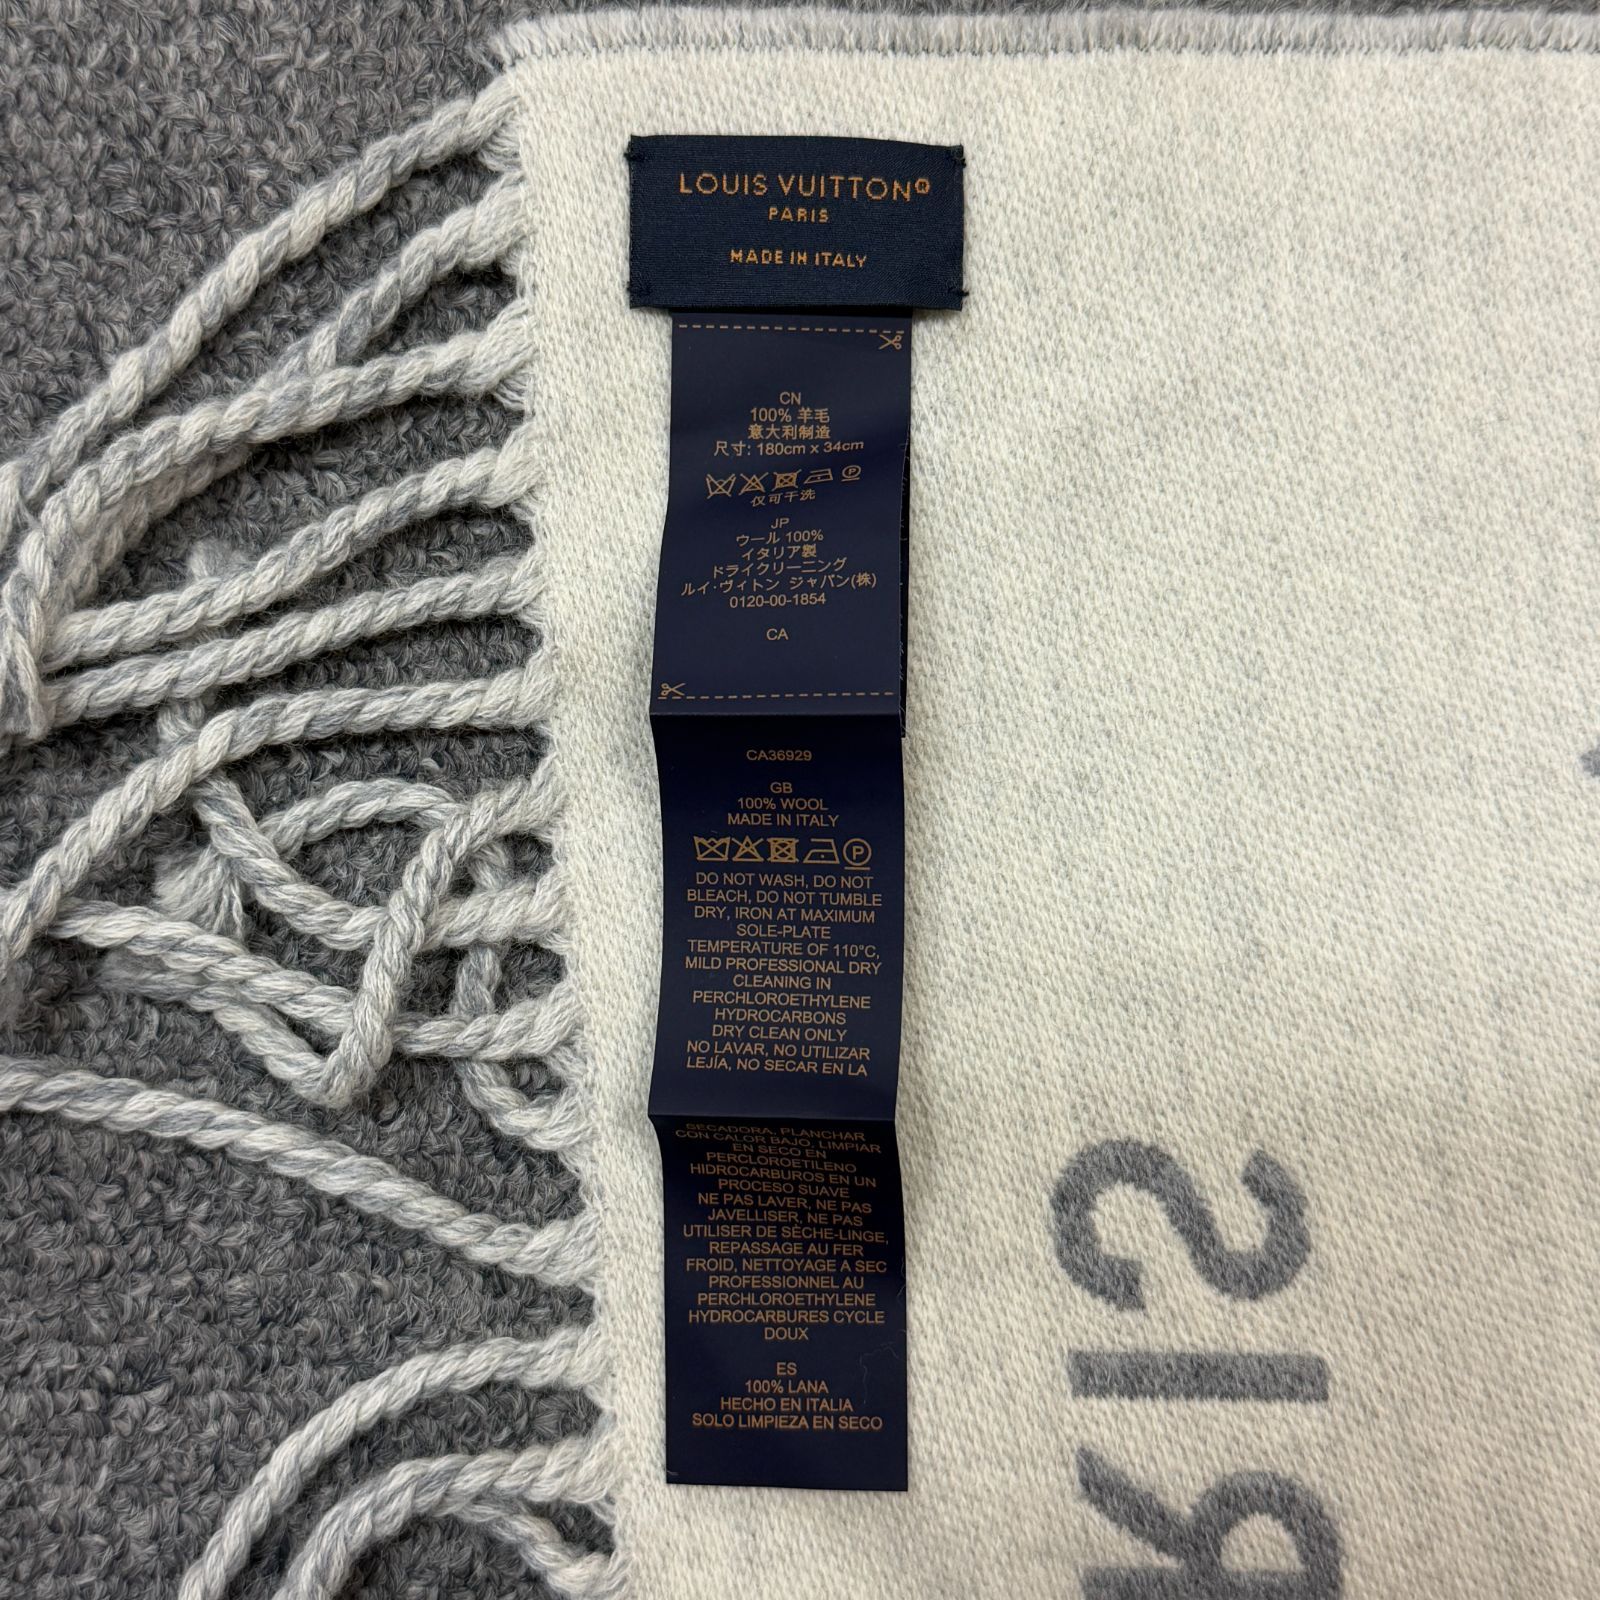 LOUIS VUITTON®
PARIS
MADE IN ITALY
CN
100% 羊毛
意大利制造
尺寸: 180cm x 34cm
仅可干洗
JP
ウール 100%
イタリア製
ドライクリーニング
ルイ・ヴィトン ジャパン(株)
0120-00-1854
CA
CA36929
GB
100% WOOL
MADE IN ITALY
P
DO NOT WASH, DO NOT
BLEACH, DO NOT TUMBLE
DRY, IRON AT MAXIMUM
SOLE-PLATE
TEMPERATURE OF 110°C,
MILD PROFESSIONAL DRY
CLEANING IN
PERCHLOROETHYLENE
HYDROCARBONS
DRY CLEAN ONLY
NO LAVAR, NO UTILIZAR
LEJÍA, NO SECAR EN LA
SECADORA, PLANCHAR
CON CALOR BAJO, LIMPIAR
EN SECO EN
PERCLOROETILENO
HIDROCARBUROS EN UN
PROCESO SUAVE
NE PAS LAVER, NE PAS
JAVELLISER, NE PAS
UTILISER DE SÈCHE-LINGE,
REPASSAGE AU FER
FROID, NETTOYAGE A SEC
PROFESSIONNEL AU
PERCHLOROETHYLENE
HYDROCARBURES CYCLE
DOUX
ES
100% LANA
HECHO EN ITALIA
SOLO LIMPIEZA EN SECO
RIS